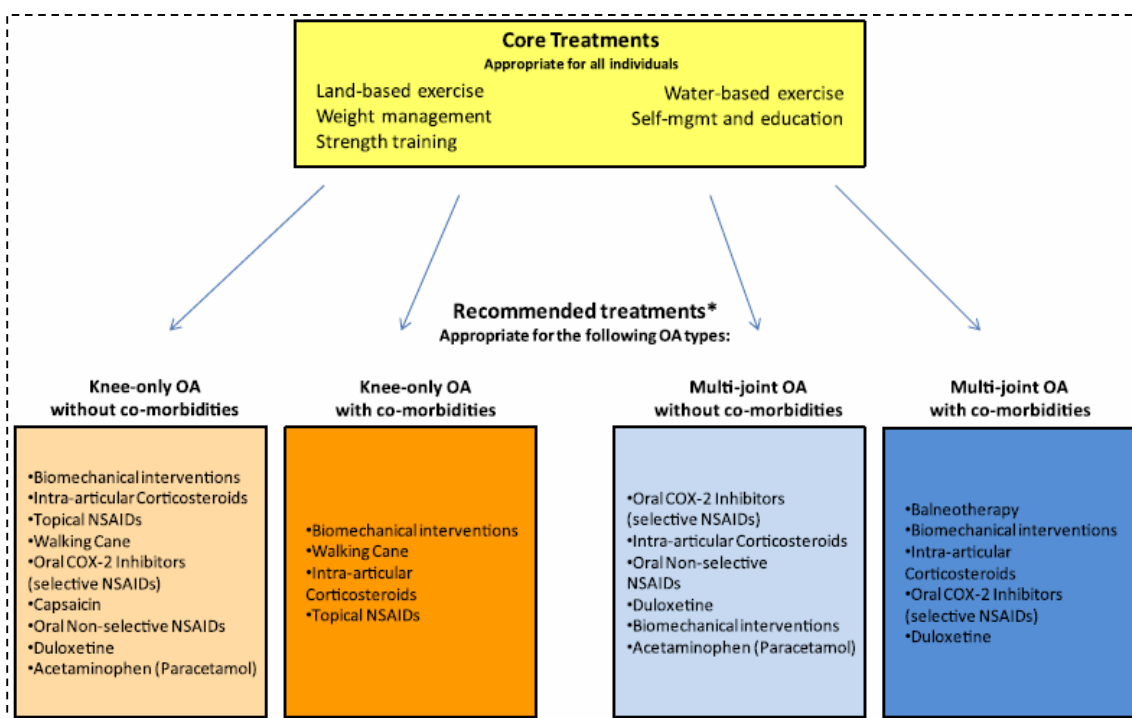 Core Treatments
Appropriate for all individuals
Land-based exercise
Weight management
Strength training
Water-based exercise
Self-mgmt and education
Recommended treatments*
Appropriate for the following OA types:
Knee-only OA
without co-morbidities
•Biomechanical interventions
•Intra-articular Corticosteroids
•Topical NSAIDs
•Walking Cane
•Oral COX-2 Inhibitors
(selective NSAIDs)
•Capsaicin
•Oral Non-selective NSAIDs
•Duloxetine
•Acetaminophen (Paracetamol)
Knee-only OA
with co-morbidities
•Biomechanical interventions
•Walking Cane
•Intra-articular
Corticosteroids
•Topical NSAIDs
Multi-joint OA
without co-morbidities
•Oral COX-2 Inhibitors
(selective NSAIDs)
•Intra-articular Corticosteroids
•Oral Non-selective
NSAIDs
•Duloxetine
•Biomechanical interventions
•Acetaminophen (Paracetamol)
Multi-joint OA
with co-morbidities
•Balneotherapy
•Biomechanical interventions
•Intra-articular
Corticosteroids
•Oral COX-2 Inhibitors
(selective NSAIDs)
•Duloxetine